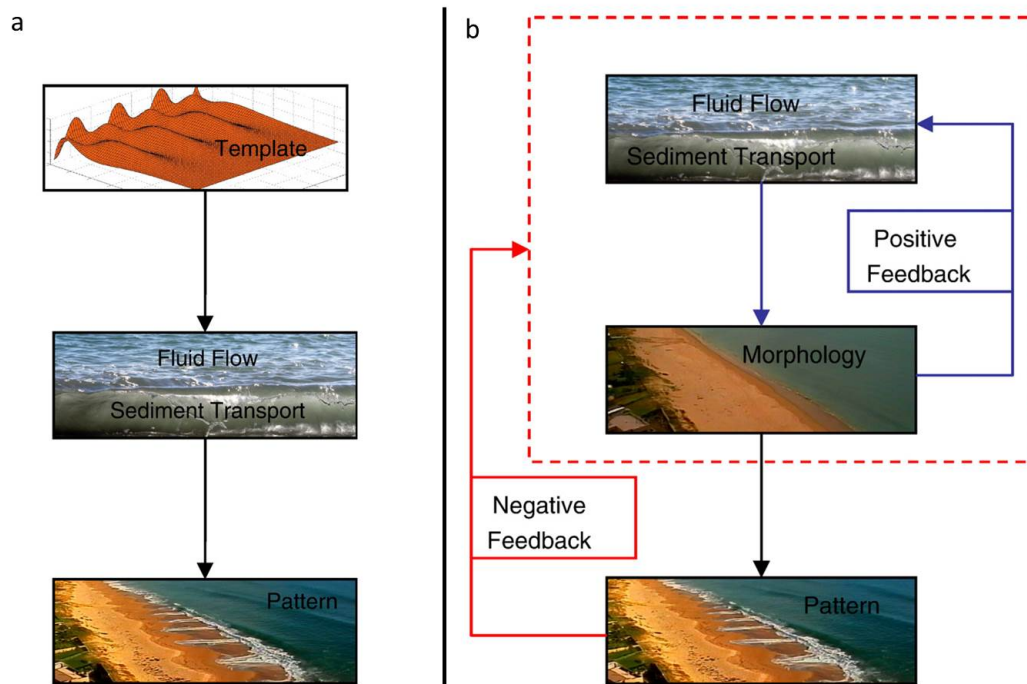 a
Template
Fluid Flow
Sediment Transport
Pattern
b
Fluid Flow
Sediment Transport
Positive
Feedback
Morphology
Negative
Feedback
Pattern